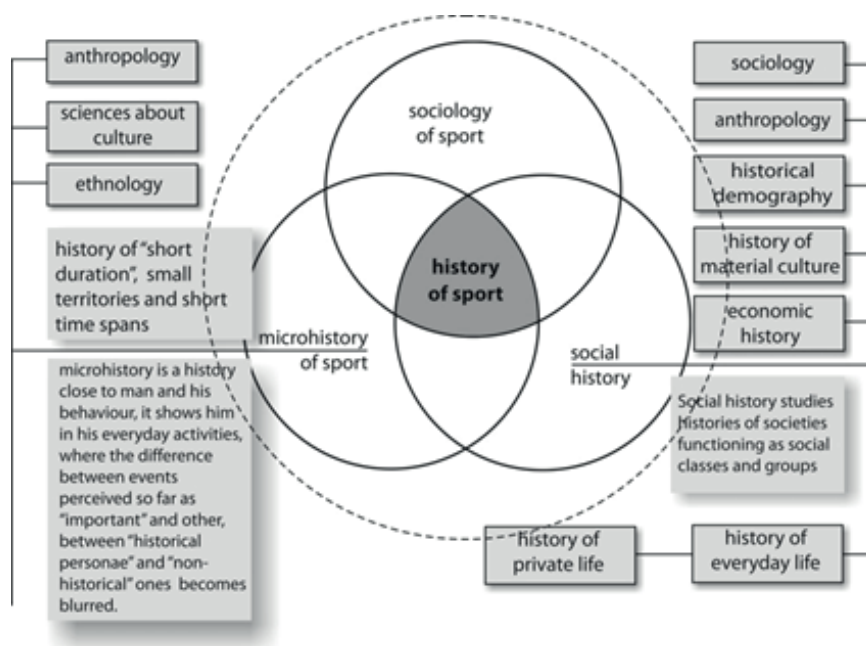 anthropology
sciences about
culture
ethnology
history of "short
duration", small
territories and short
time spans
microhistory is a history
close to man and his
behaviour, it shows him
in his everyday activities,
where the difference
between events
perceived so far as
"important" and other,
between "historical
personae" and "non-
historical" ones becomes
blurred.
sociology
of sport
history
of sport
microhistory
of sport
social
history
sociology
anthropology
historical
demography
history of
material culture
economic
history
Social history studies
Histories of societies
functioning as social
classes and groups
history of
private life
history of
everyday life